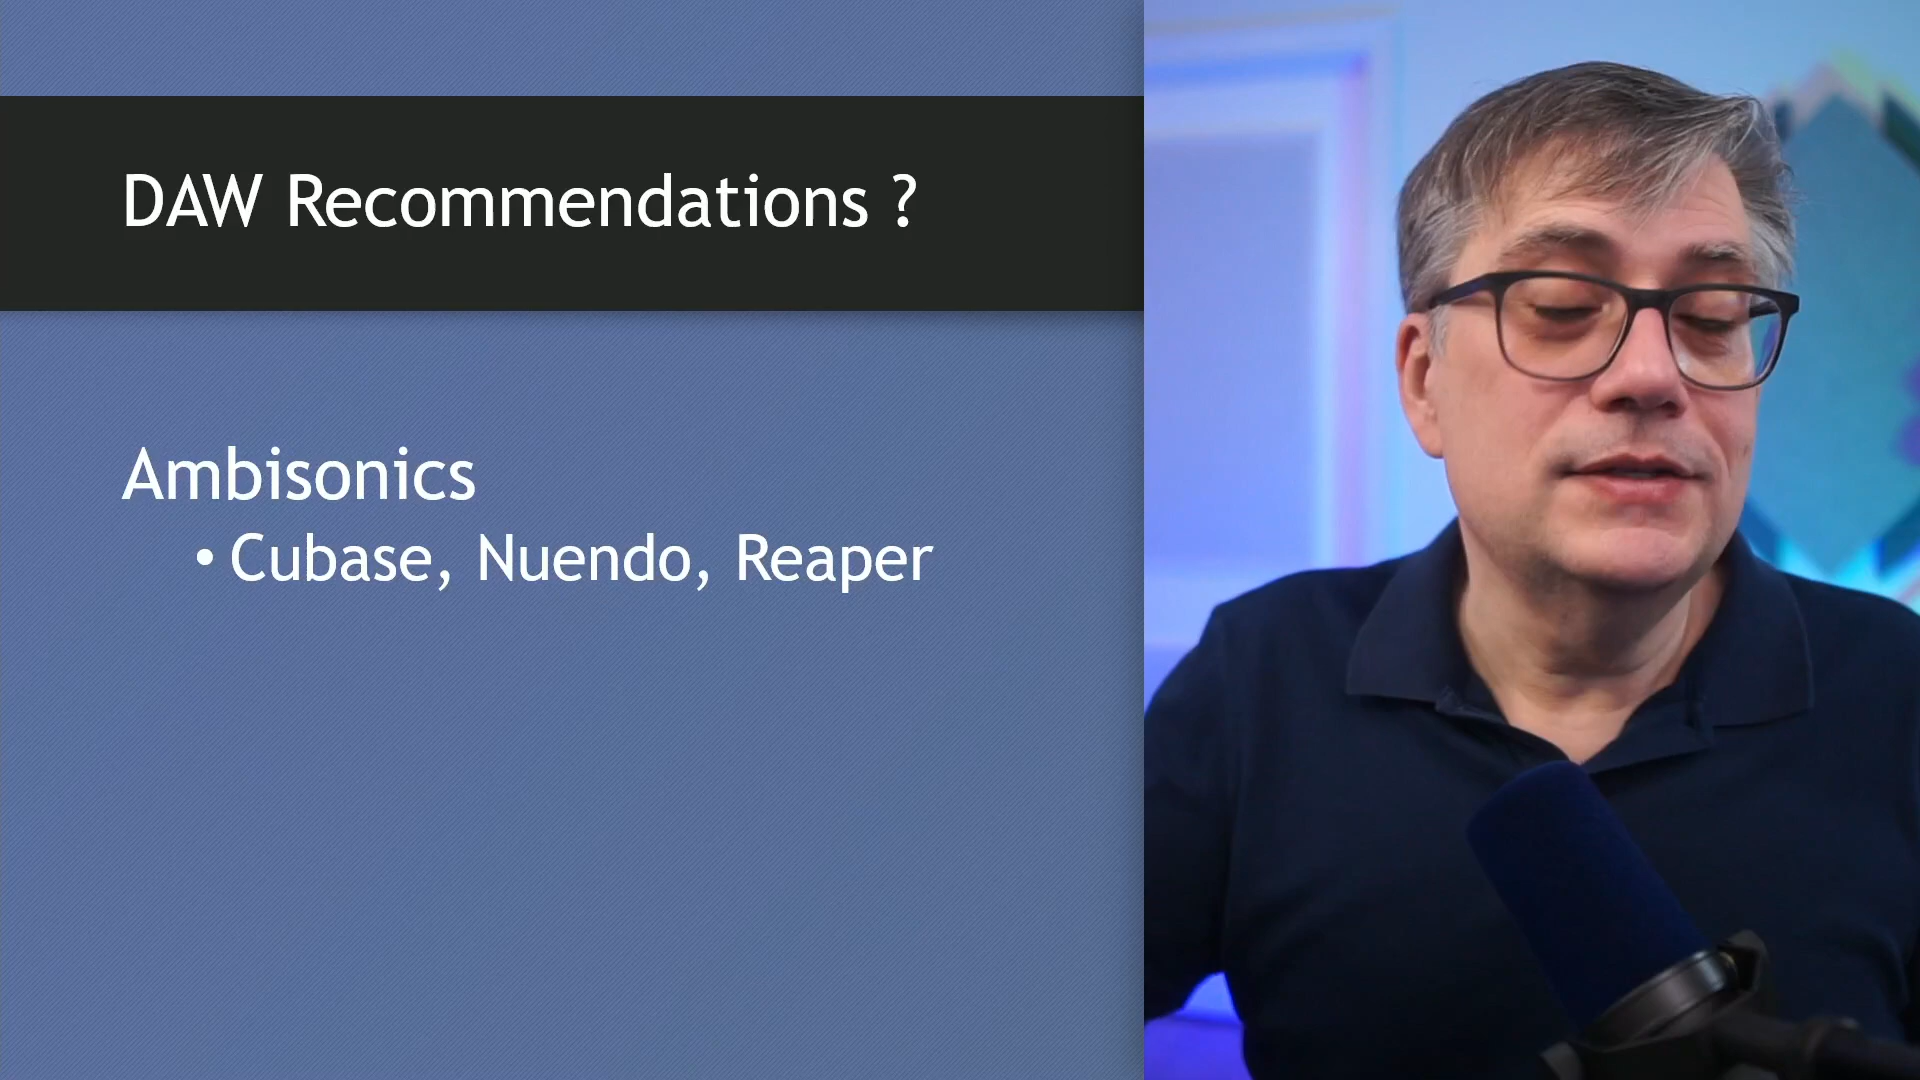 DAW Recommendations ?
Ambisonics
• Cubase, Nuendo, Reaper